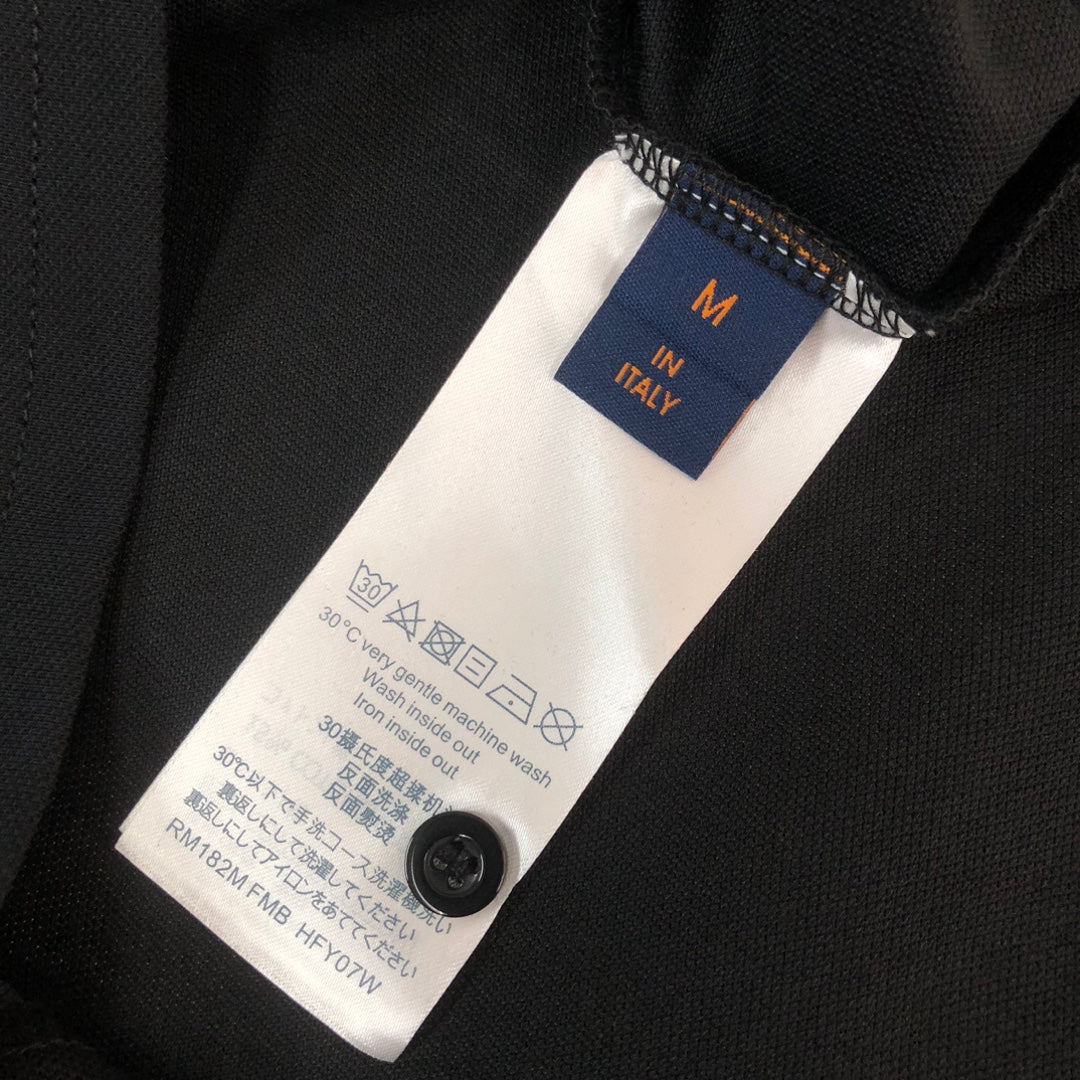 M
IN
ITALY
30
30°C very gentle machine wash
Wash inside out
Iron inside out
30摄氏度超揉机
反面洗涤
反面熨烫
30℃以下で手洗コース洗濯機洗い
裏返しにして洗濯してください
裏返しにしてアイロンをあててください
RM182M FMB HFY07W